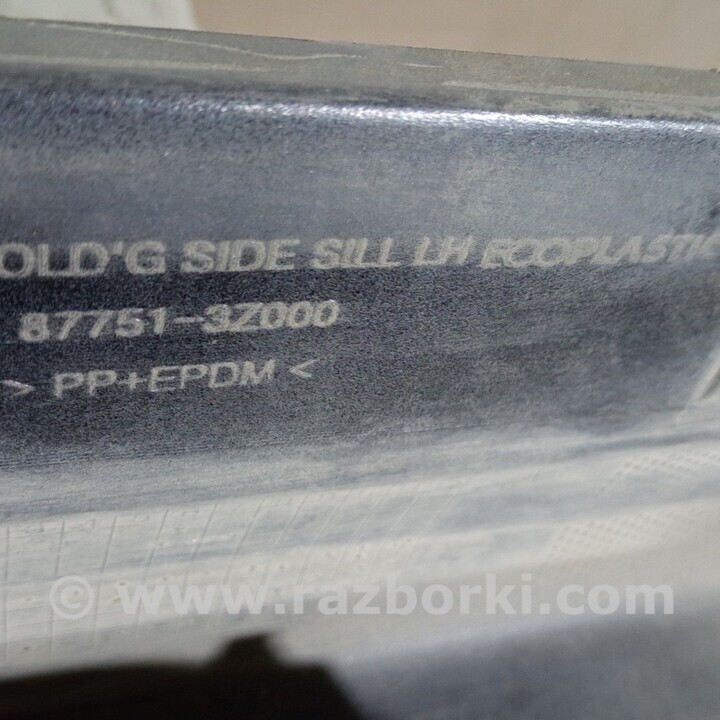 OLD'G SIDE SILL LH ECOPLASTIC
87751-3Z000
> PP+EPDM <
© www.razborki.com